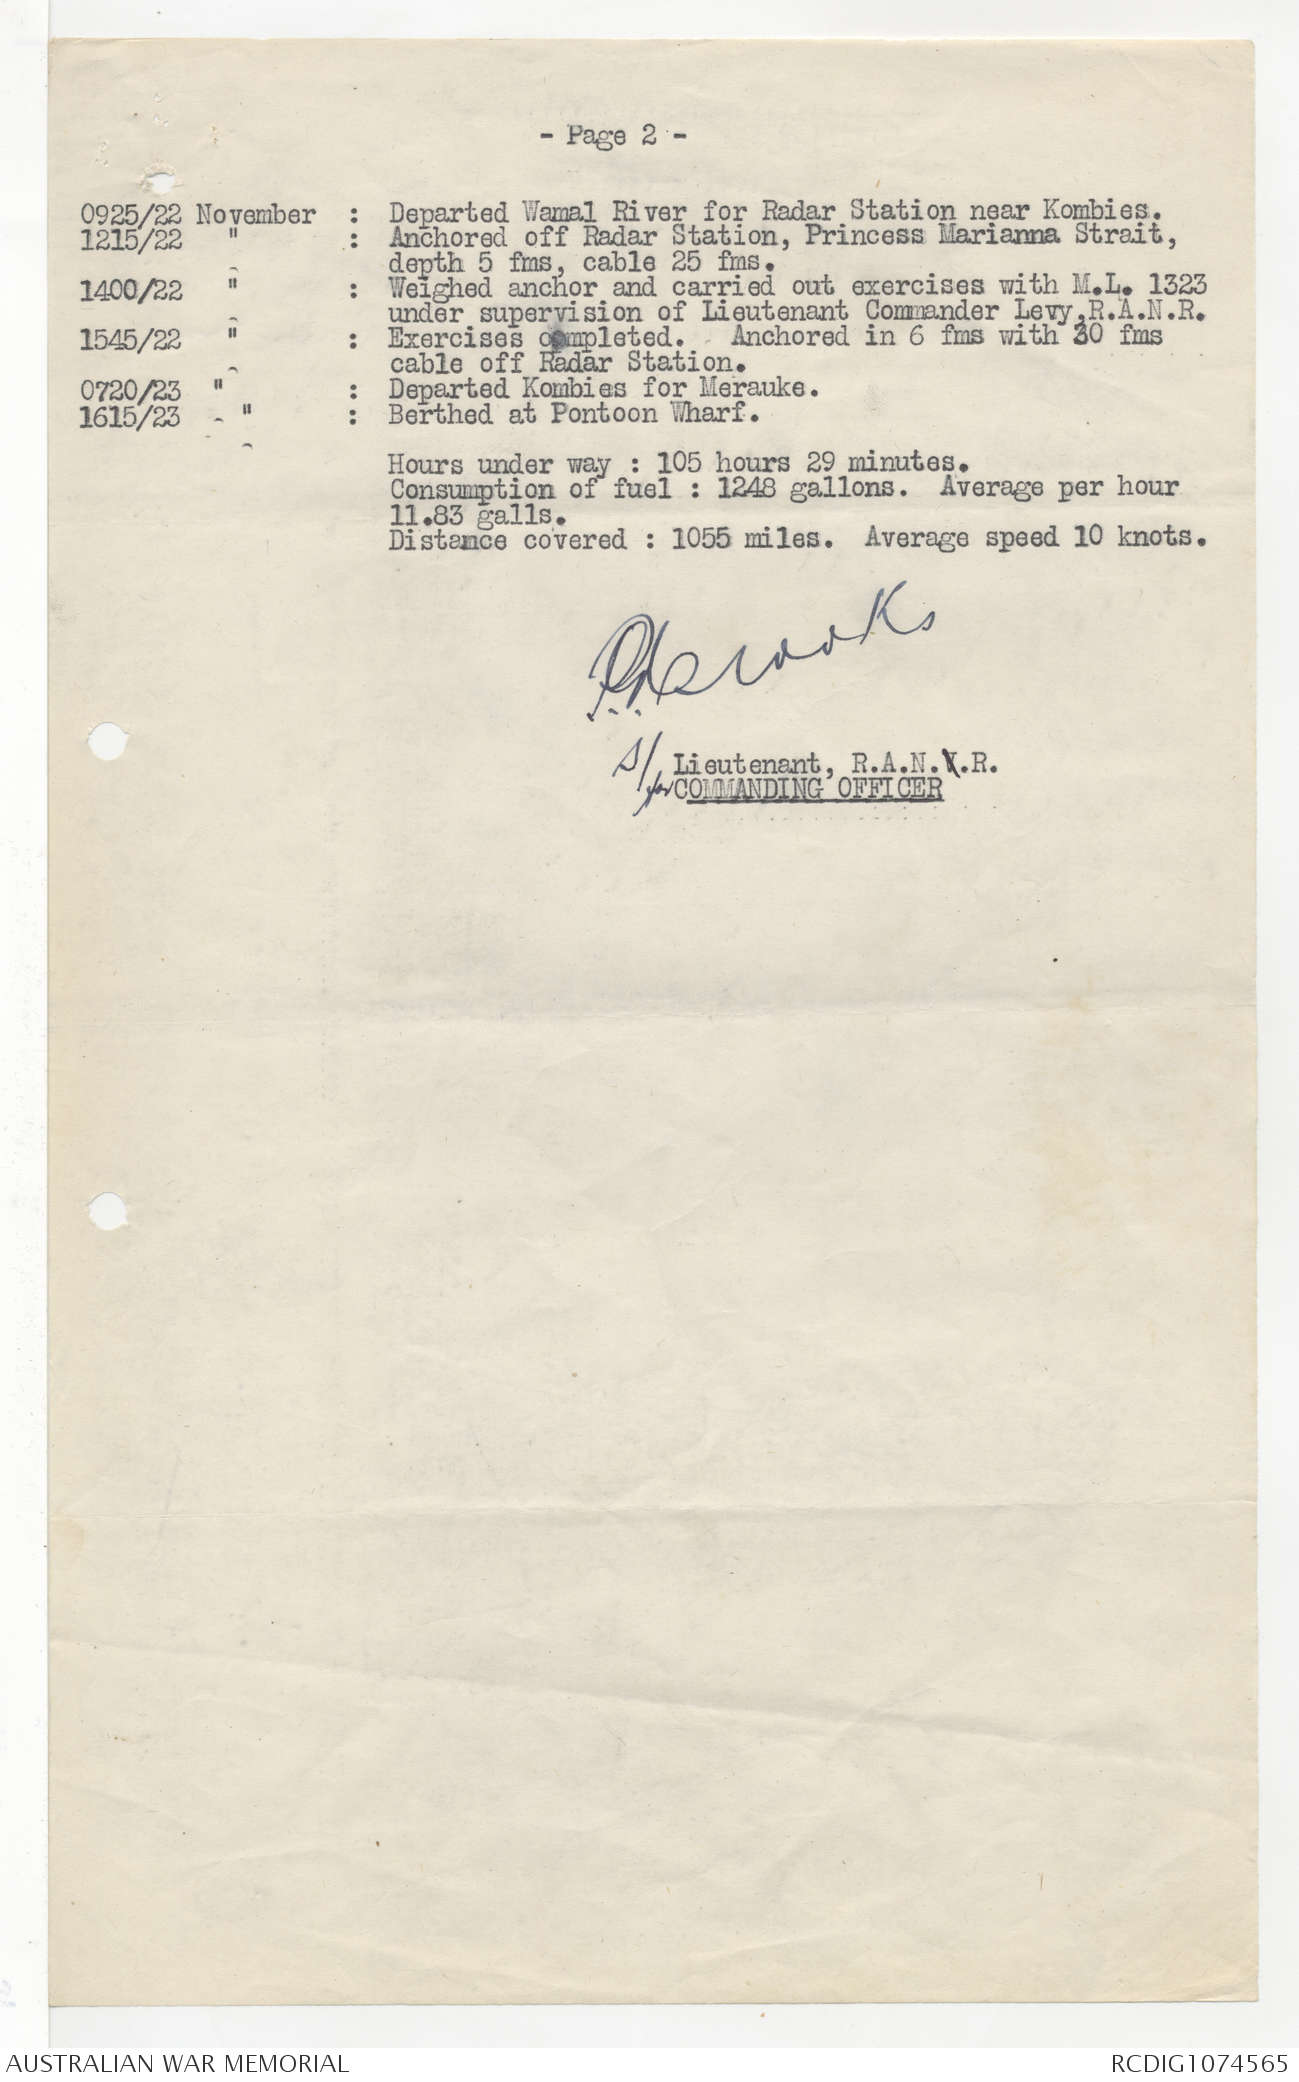 - Page 2 -
0925/22 November : Departed Wamal River for Radar Station near Kombies.
1215/22 " : Anchored off Radar Station, Princess Marianna Strait,
depth 5 fms, cable 25 fms.
1400/22 " : Weighed anchor and carried out exercises with M.L. 1323
under supervision of Lieutenant Commander Levy,R.A.N.R.
1545/22 " : Exercises completed. Anchored in 6 fms with 30 fms
cable off Radar Station.
0720/23 " : Departed Kombies for Merauke.
1615/23 " : Berthed at Pontoon Wharf.
Hours under way : 105 hours 29 minutes.
Consumption of fuel : 1248 gallons. Average per hour
11.83 galls.
Distance covered : 1055 miles. Average speed 10 knots.
S/ Lieutenant, R.A.N.V.R.
for COMMANDING OFFICER
AUSTRALIAN WAR MEMORIAL
RCDIG1074565